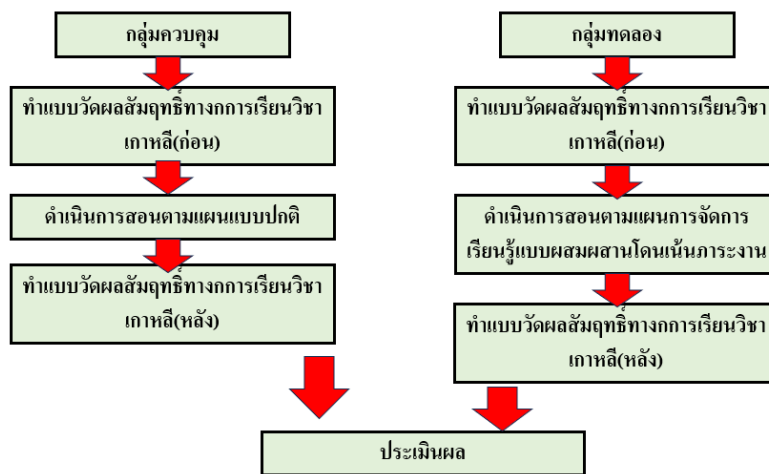 กลุ่มควบคุม
ทำแบบวัดผลสัมฤทธิ์ทางกการเรียนวิชา
เกาหลี(ก่อน)
ดำเนินการสอนตามแผนแบบปกติ
ทำแบบวัดผลสัมฤทธิ์ทางกการเรียนวิชา
เกาหลี(หลัง)
กลุ่มทดลอง
ทำแบบวัดผลสัมฤทธิ์ทางกการเรียนวิชา
เกาหลี(ก่อน)
ดำเนินการสอนตามแผนการจัดการ
เรียนรู้แบบผสมผสานโดนเน้นภาระงาน
ทำแบบวัดผลสัมฤทธิ์ทางกการเรียนวิชา
เกาหลี(หลัง)
ประเมินผล